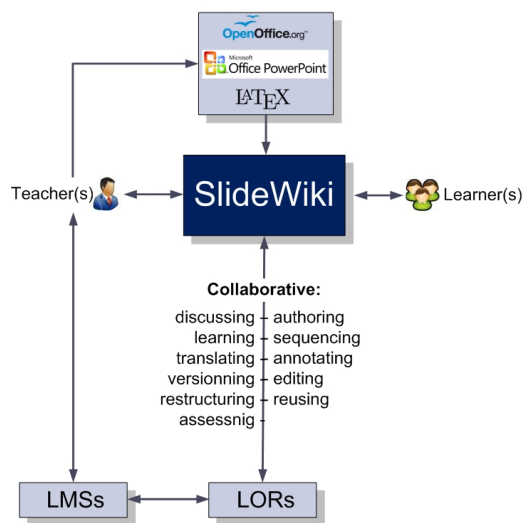 OpenOffice.org™
Microsoft
Office PowerPoint
LATEX
Teacher(s)
SlideWiki
Learner(s)
Collaborative:
discussing - authoring
learning - sequencing
translating - annotating
versionning - editing
restructuring - reusing
assessnig -
LMSs
LORs